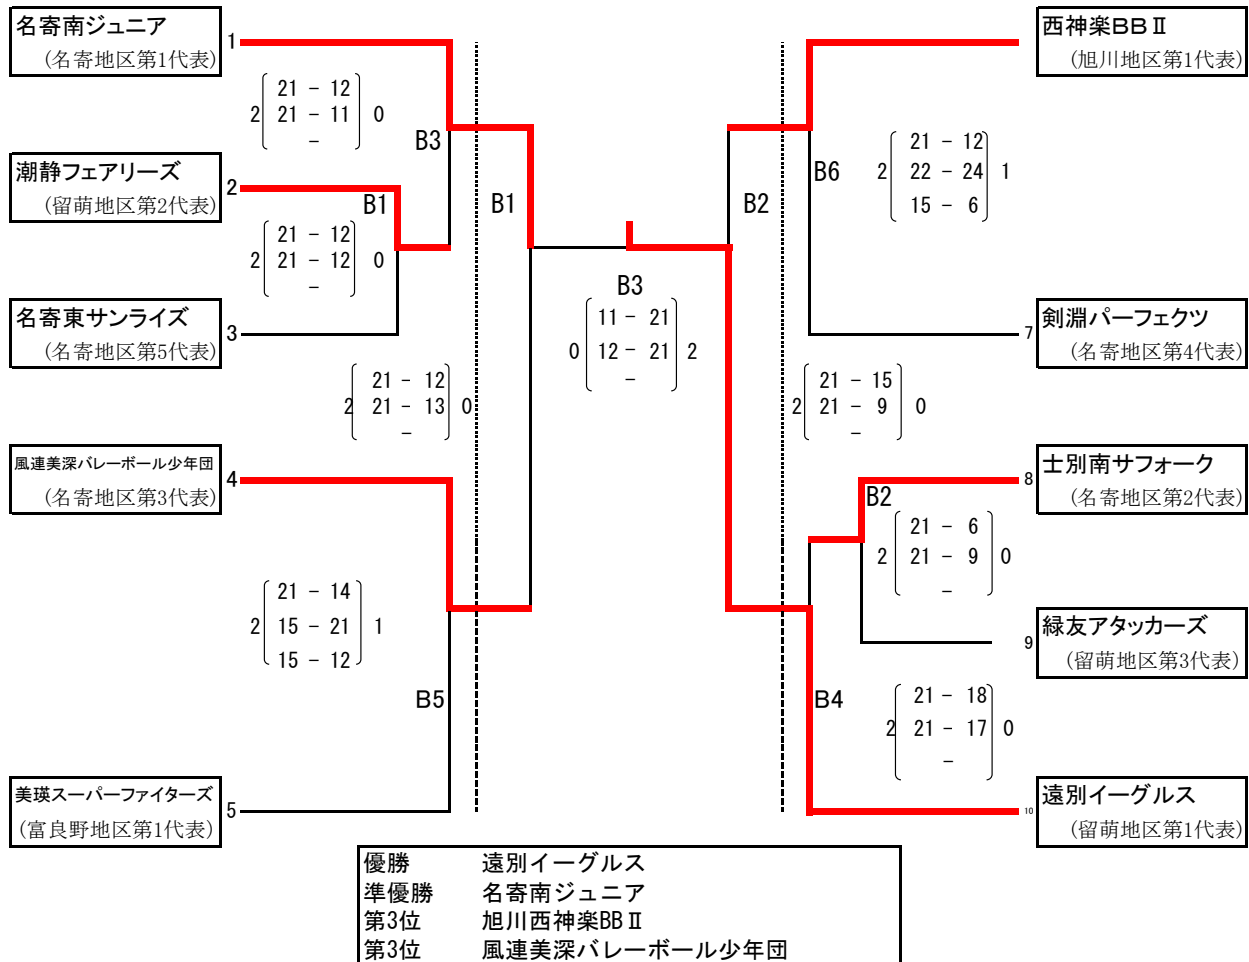 名寄南ジュニア
(名寄地区第1代表)
1
21 - 12
2 21 - 11 0
-
B3
潮静フェアリーズ
(留萌地区第2代表)
2
B1
21 - 12
2 21 - 12 0
-
名寄東サンライズ
(名寄地区第5代表)
3
21 - 12
2 21 - 13 0
-
風連美深バレーボール少年団
(名寄地区第3代表)
4
21 - 14
2 15 - 21 1
15 - 12
B5
美瑛スーパーファイターズ
(富良野地区第1代表)
5
B1
B3
11 - 21
0 12 - 21 2
-
B2
西神楽BBⅡ
(旭川地区第1代表)
B6
21 - 12
2 22 - 24 1
15 - 6
7
剣淵パーフェクツ
(名寄地区第4代表)
21 - 15
2 21 - 9 0
-
8
士別南サフォーク
(名寄地区第2代表)
B2
21 - 6
2 21 - 9 0
-
9
緑友アタッカーズ
(留萌地区第3代表)
B4
21 - 18
2 21 - 17 0
-
10
遠別イーグルス
(留萌地区第1代表)
優勝 遠別イーグルス
準優勝 名寄南ジュニア
第3位 旭川西神楽BBⅡ
第3位 風連美深バレーボール少年団